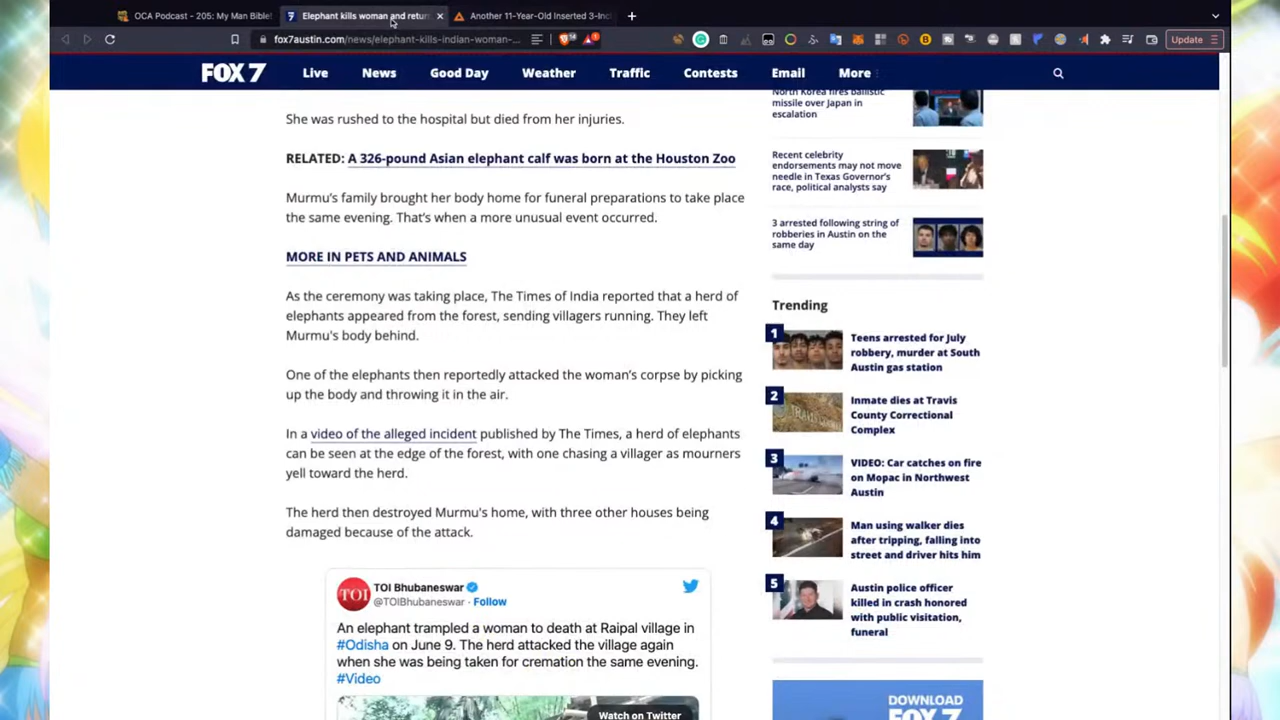 OCA Podcast - 205: My Man Bible!
Elephant kills woman and return
Another 11-Year-Old Inserted 3-Inc
fox7austin.com/news/elephant-kills-indian-woman-...
Update
FOX 7
Live
News
Good Day
Weather
Traffic
Contests
Email
More
She was rushed to the hospital but died from her injuries.
RELATED: A 326-pound Asian elephant calf was born at the Houston Zoo
Murmu's family brought her body home for funeral preparations to take place
the same evening. That's when a more unusual event occurred.
MORE IN PETS AND ANIMALS
As the ceremony was taking place, The Times of India reported that a herd of
elephants appeared from the forest, sending villagers running. They left
Murmu's body behind.
One of the elephants then reportedly attacked the woman's corpse by picking
up the body and throwing it in the air.
In a video of the alleged incident published by The Times, a herd of elephants
can be seen at the edge of the forest, with one chasing a villager as mourners
yell toward the herd.
The herd then destroyed Murmu's home, with three other houses being
damaged because of the attack.
TOI
TOI Bhubaneswar
@TOIBhubaneswar · Follow
An elephant trampled a woman to death at Raipal village in
#Odisha on June 9. The herd attacked the village again
when she was being taken for cremation the same evening.
#Video
Watch on Twitter
North Korea fires ballistic
missile over Japan in
escalation
Recent celebrity
endorsements may not move
needle in Texas Governor's
race, political analysts say
3 arrested following string of
robberies in Austin on the
same day
Trending
1
Teens arrested for July
robbery, murder at South
Austin gas station
2
Inmate dies at Travis
County Correctional
Complex
3
VIDEO: Car catches on fire
on Mopac in Northwest
Austin
4
Man using walker dies
after tripping, falling into
street and driver hits him
5
Austin police officer
killed in crash honored
with public visitation,
funeral
DOWNLOAD
FOX 7